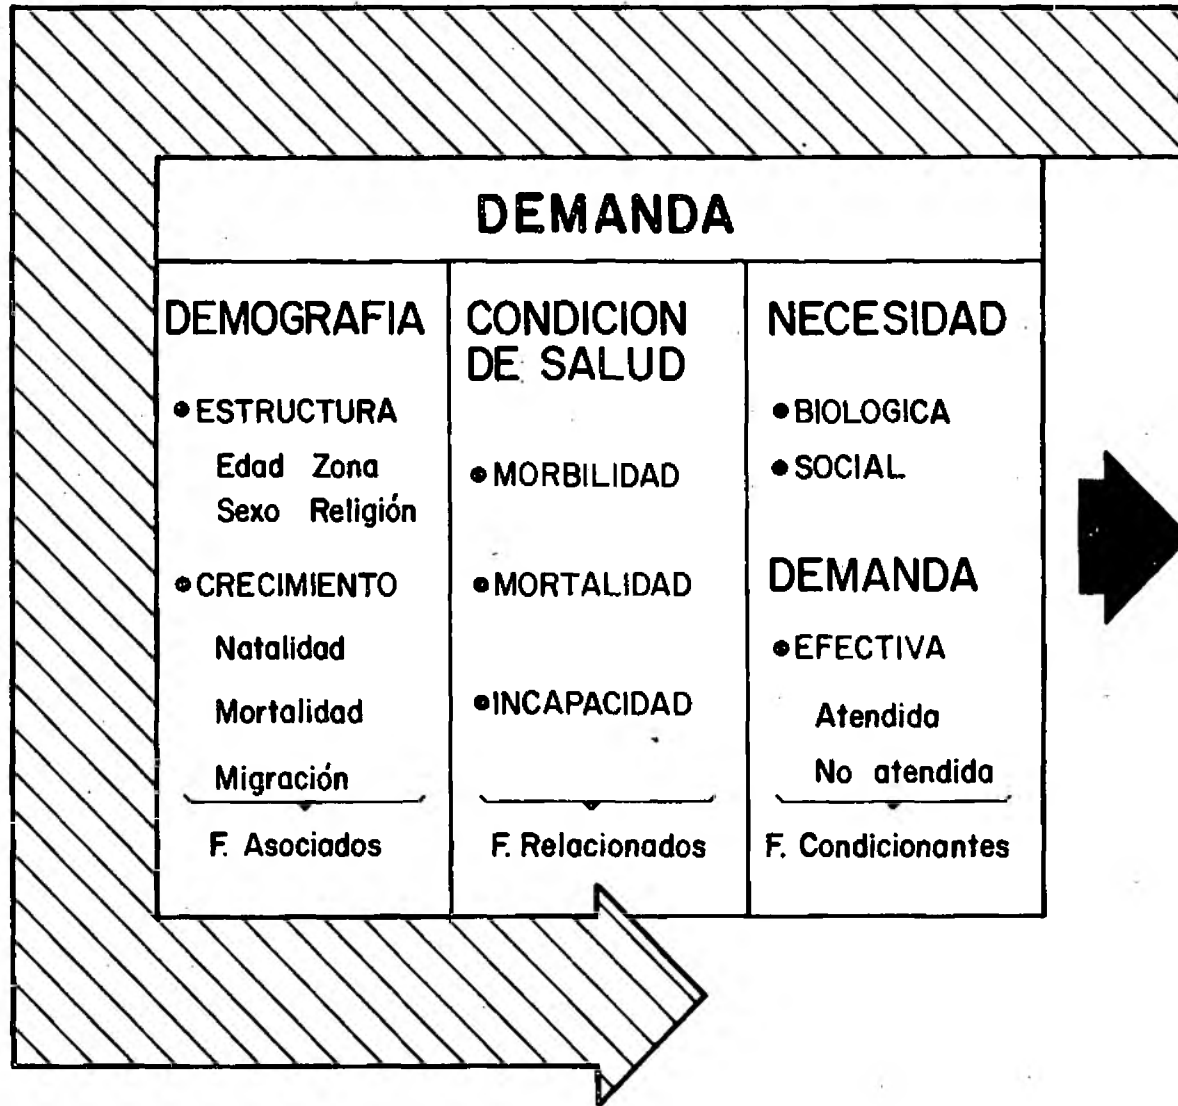 DEMANDA
DEMOGRAFIA
● ESTRUCTURA
Edad Zona
Sexo Religión
● CRECIMIENTO
Natalidad
Mortalidad
Migración
F. Asociados
CONDICION
DE SALUD
● MORBILIDAD
● MORTALIDAD
● INCAPACIDAD
F. Relacionados
NECESIDAD
● BIOLOGICA
● SOCIAL
DEMANDA
● EFECTIVA
Atendida
No atendida
F. Condicionantes